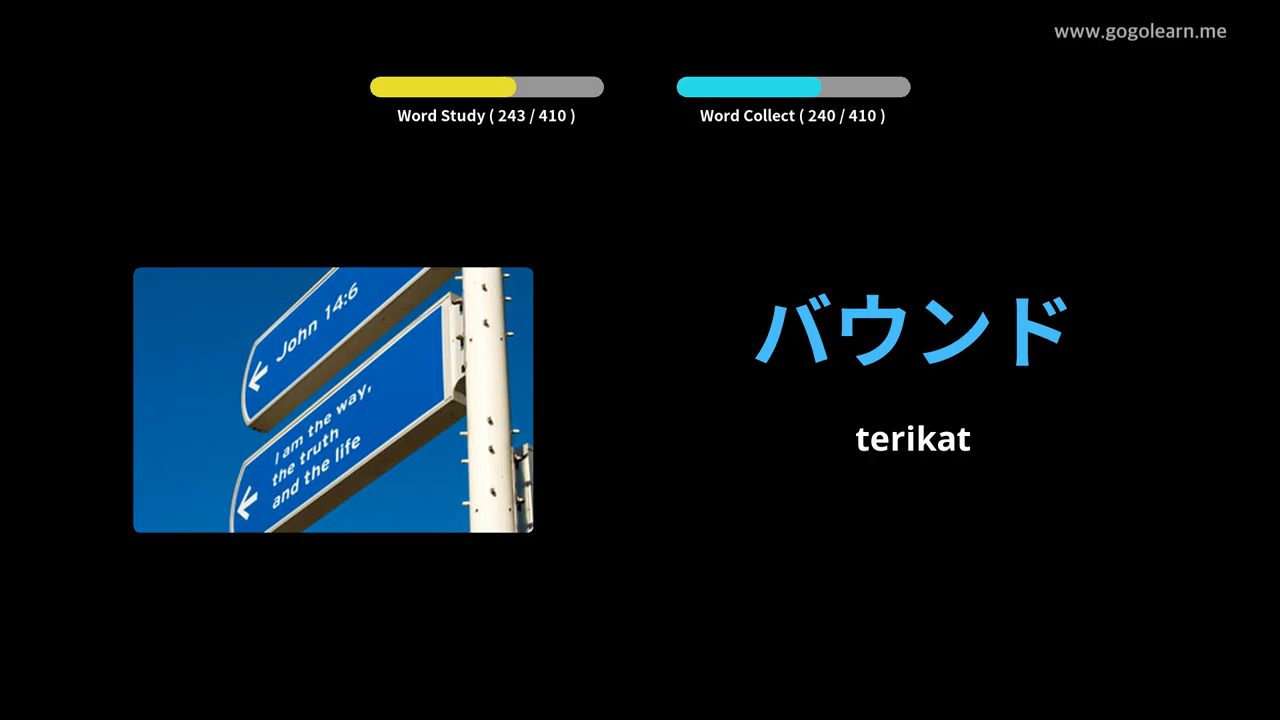 www.gogolearn.me
Word Study ( 243 / 410 )
Word Collect ( 240 / 410 )
John 14:6
I am the way,
the truth
and the life
バウンド
terikat